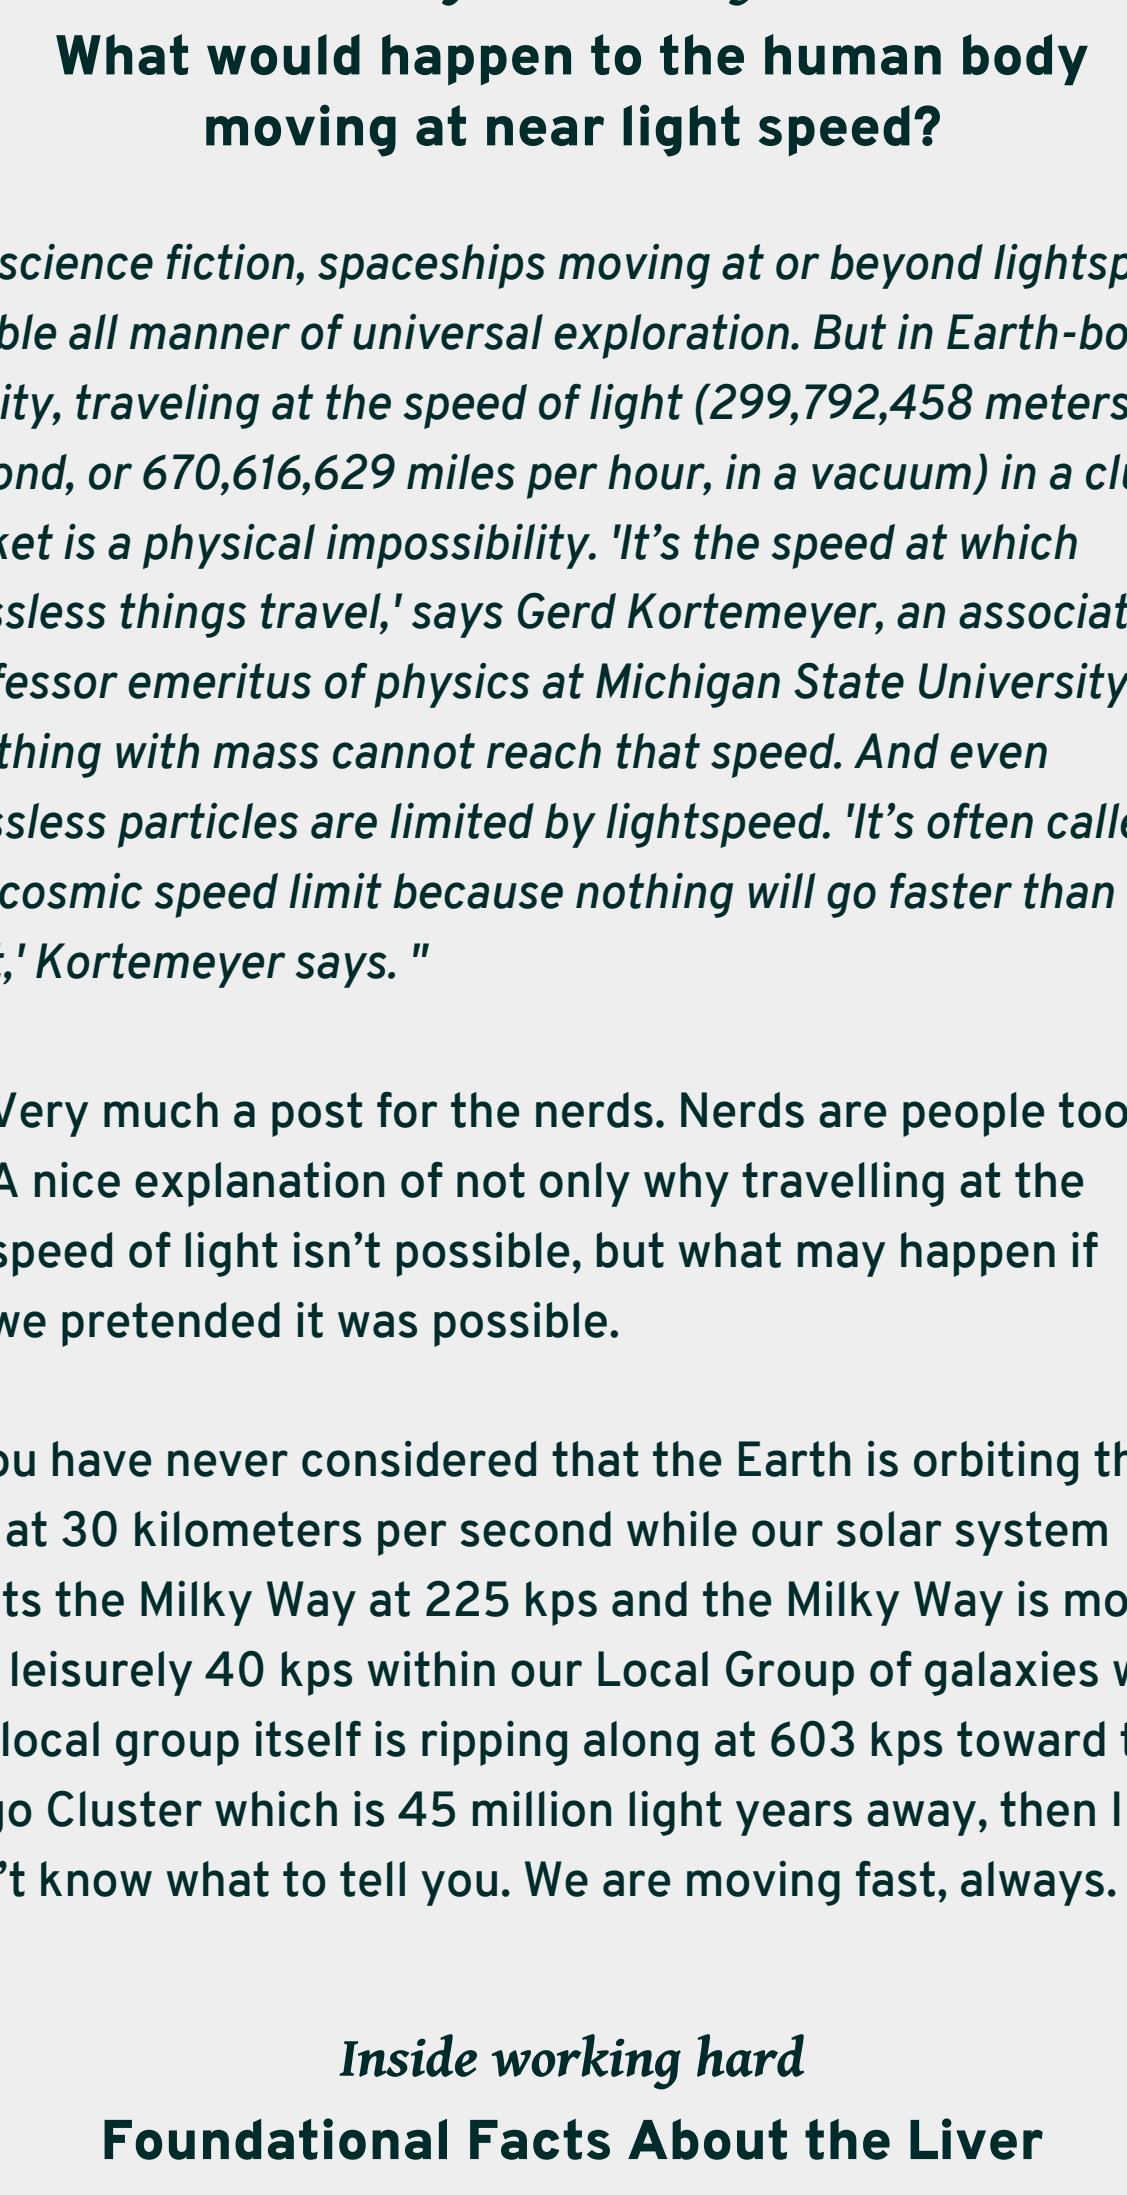 What would happen to the human body
moving at near light speed?
science fiction, spaceships moving at or beyond lightsp
ble all manner of universal exploration. But in Earth-bo
ity, traveling at the speed of light (299,792,458 meters
ond, or 670,616,629 miles per hour, in a vacuum) in a clu
ket is a physical impossibility. 'It’s the speed at which
ssless things travel,' says Gerd Kortemeyer, an associat
fessor emeritus of physics at Michigan State University
thing with mass cannot reach that speed. And even
ssless particles are limited by lightspeed. 'It’s often calle
cosmic speed limit because nothing will go faster than
t,' Kortemeyer says. "
Very much a post for the nerds. Nerds are people too
A nice explanation of not only why travelling at the
speed of light isn’t possible, but what may happen if
we pretended it was possible.
ou have never considered that the Earth is orbiting th
at 30 kilometers per second while our solar system
ts the Milky Way at 225 kps and the Milky Way is mo
leisurely 40 kps within our Local Group of galaxies w
local group itself is ripping along at 603 kps toward t
go Cluster which is 45 million light years away, then I
’t know what to tell you. We are moving fast, always.
Inside working hard
Foundational Facts About the Liver